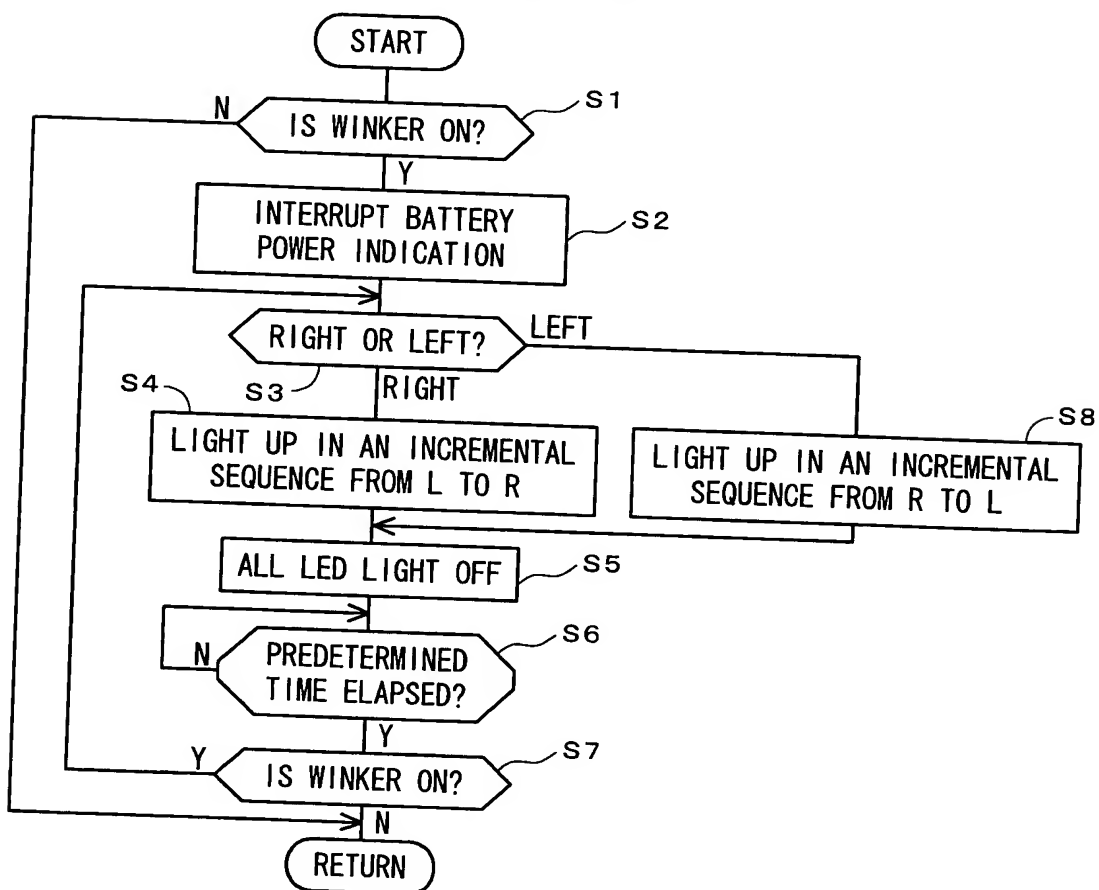 START
N
IS WINKER ON?
S1
Y
INTERRUPT BATTERY
POWER INDICATION
S2
RIGHT OR LEFT?
LEFT
S3
RIGHT
S4
LIGHT UP IN AN INCREMENTAL
SEQUENCE FROM L TO R
S8
LIGHT UP IN AN INCREMENTAL
SEQUENCE FROM R TO L
ALL LED LIGHT OFF
S5
S6
N
PREDETERMINED
TIME ELAPSED?
Y
Y
IS WINKER ON?
S7
N
RETURN